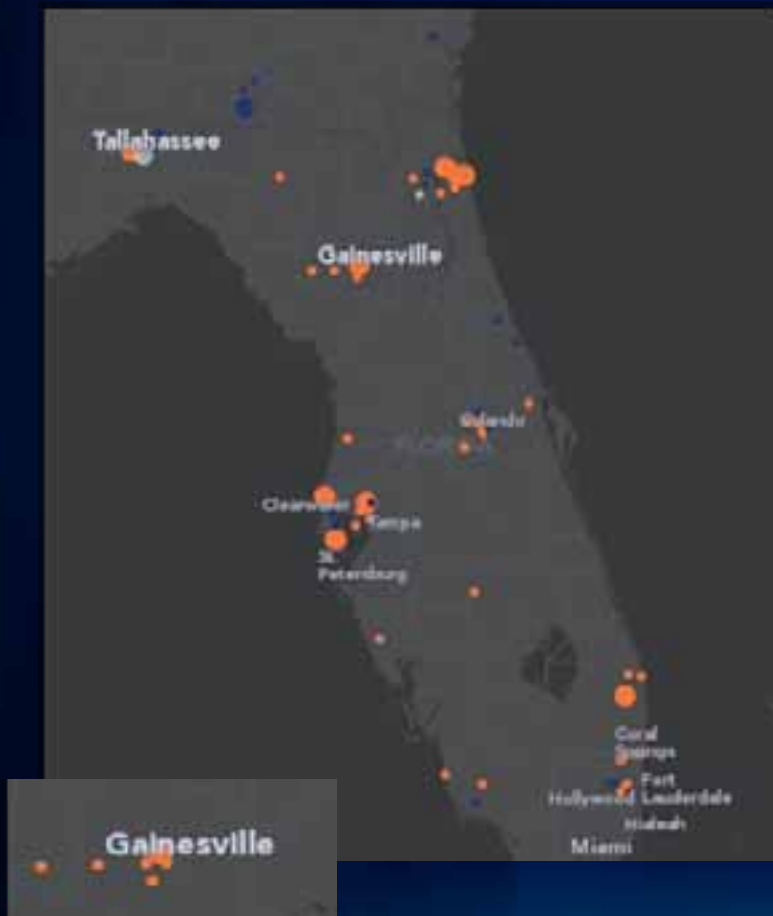 Tallahassee
Gainesville
Orlando
Clearwater
Tampa
St.
Petersburg
Coral
Springs
Fort
Hollywood Lauderdale
Hialeah
Miami
Gainesville